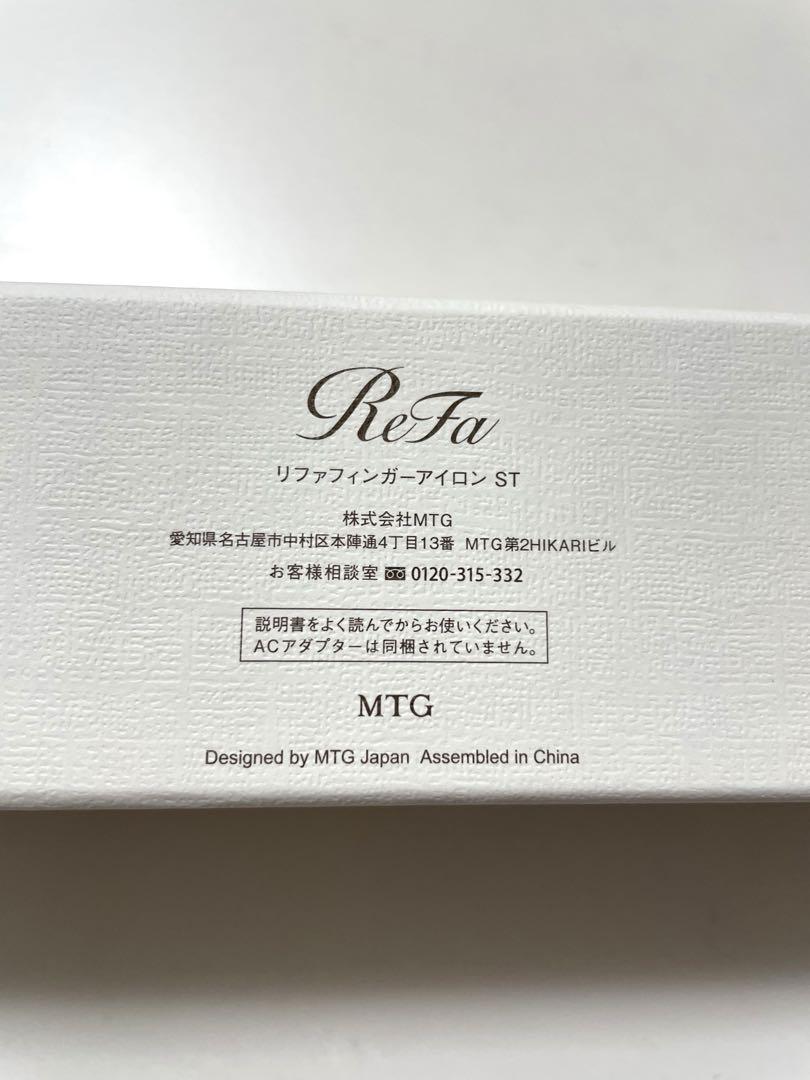 ReFa
リファフィンガーアイロン ST
株式会社MTG
愛知県名古屋市中村区本陣通4丁目13番 MTG第2HIKARIビル
お客様相談室 0120-315-332
説明書をよく読んでからお使いください。
ACアダプターは同梱されていません。
MTG
Designed by MTG Japan Assembled in China